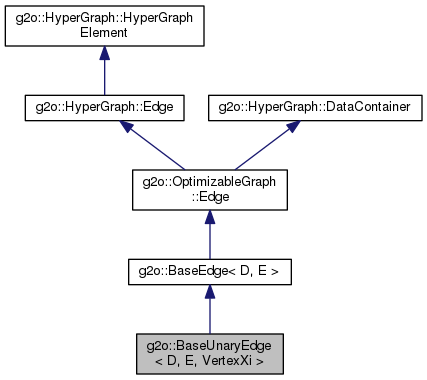 g2o::HyperGraph::HyperGraph
Element
g2o::HyperGraph::Edge
g2o::HyperGraph::DataContainer
g2o::OptimizableGraph
::Edge
g2o::BaseEdge< D, E >
g2o::BaseUnaryEdge
< D, E, VertexXi >